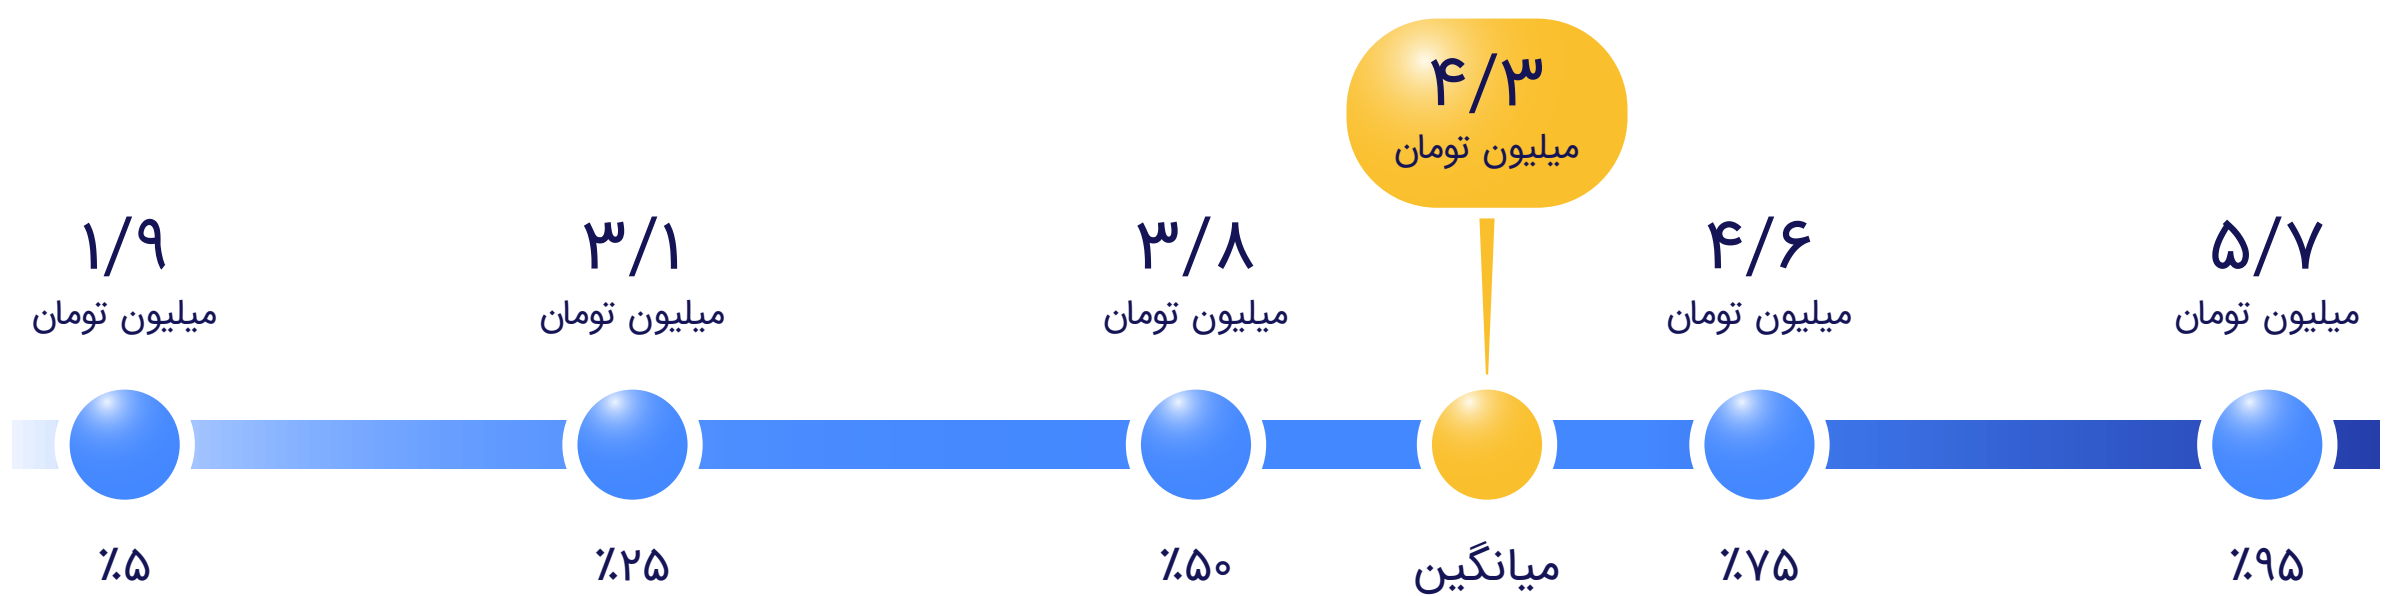 ۴/۳
میلیون تومان
۱/۹
میلیون تومان
۳/۱
میلیون تومان
۳/۸
میلیون تومان
۴/۶
میلیون تومان
۵/۷
میلیون تومان
٪۵
٪۲۵
٪۵۰
میانگین
٪۷۵
٪۹۵